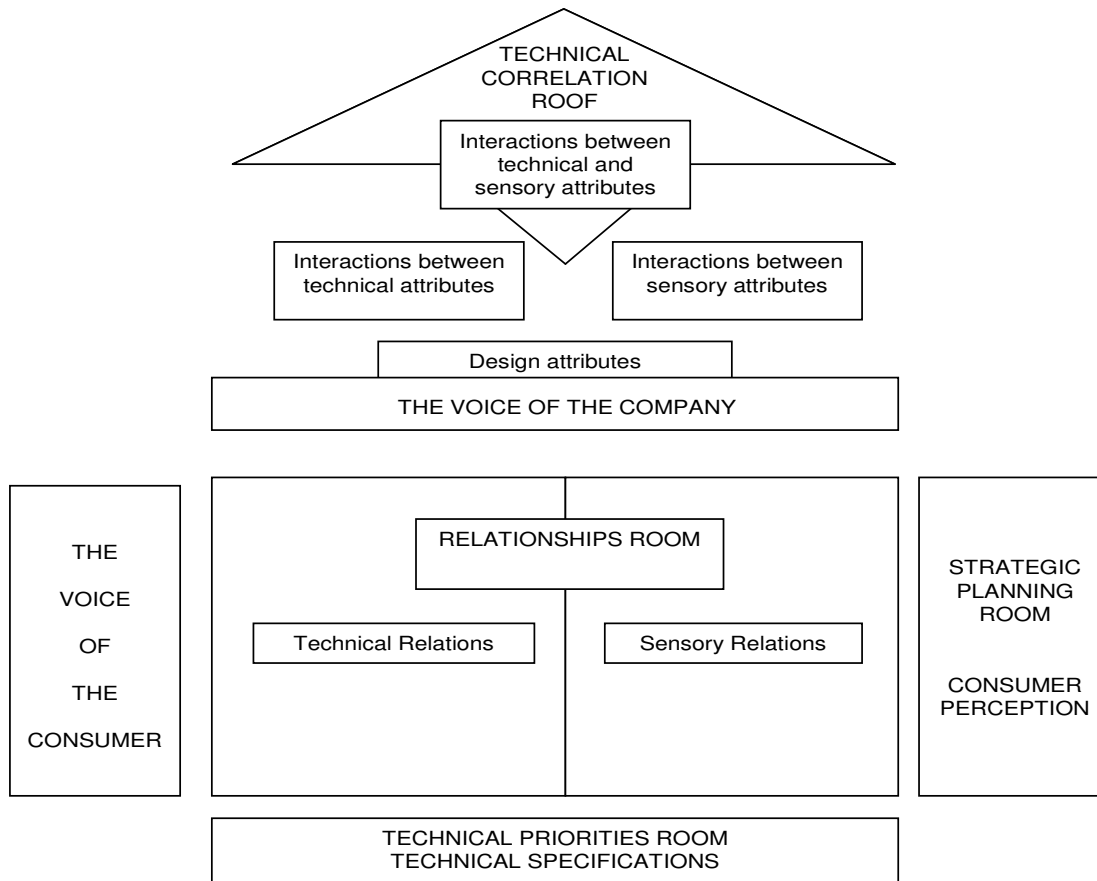 TECHNICAL
CORRELATION
ROOF
Interactions between
technical and
sensory attributes
Interactions between
technical attributes
Interactions between
sensory attributes
Design attributes
THE VOICE OF THE COMPANY
THE
VOICE
OF
THE
CONSUMER
RELATIONSHIPS ROOM
Technical Relations
Sensory Relations
STRATEGIC
PLANNING
ROOM
CONSUMER
PERCEPTION
TECHNICAL PRIORITIES ROOM
TECHNICAL SPECIFICATIONS